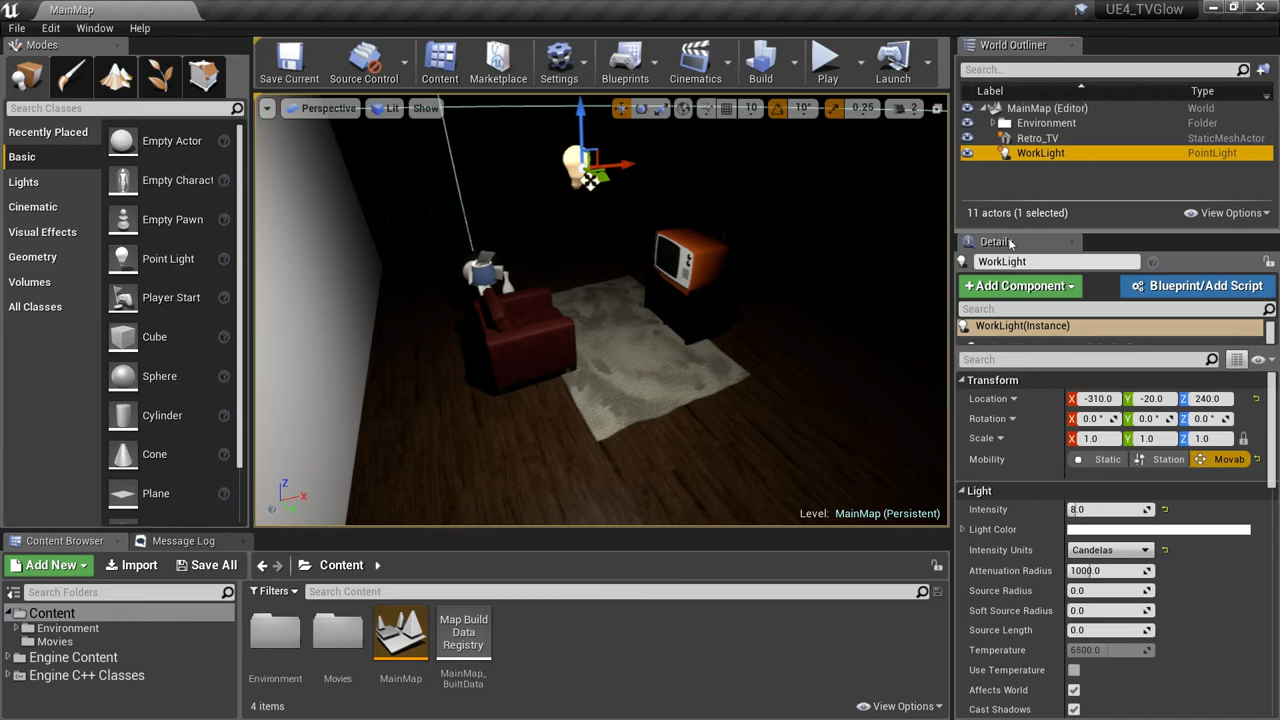 MainMap
UE4_TVGlow
File Edit Window Help
Modes
Search Classes
Recently Placed
Basic
Lights
Cinematic
Visual Effects
Geometry
Volumes
All Classes
Empty Actor
Empty Charact
Empty Pawn
Point Light
Player Start
Cube
Sphere
Cylinder
Cone
Plane
Save Current
Source Control
Content
Marketplace
Settings
Blueprints
Cinematics
Build
Play
Launch
Perspective Lit Show
10 10° 0.25 2
Z
X
Level: MainMap (Persistent)
World Outliner
Search...
Label Type
MainMap (Editor) World
Environment Folder
Retro_TV StaticMeshActor
WorkLight PointLight
11 actors (1 selected)
View Options
Details
WorkLight
+Add Component
Blueprint/Add Script
Search
WorkLight(Instance)
Search
Transform
Location X -310.0 Y -20.0 Z 240.0
Rotation X 0.0 ° Y 0.0 ° Z 0.0 °
Scale X 1.0 Y 1.0 Z 1.0
Mobility Static Station Movab
Light
Intensity 8.0
Light Color
Intensity Units Candelas
Attenuation Radius 1000.0
Source Radius 0.0
Soft Source Radius 0.0
Source Length 0.0
Temperature 6500.0
Use Temperature
Affects World
Cast Shadows
Content Browser
Message Log
Add New
Import
Save All
Content
Search Folders
Filters
Search Content
Content
Environment
Movies
Engine Content
Engine C++ Classes
Environment
Movies
MainMap
Map Build
Data
Registry
MainMap_
BuiltData
4 items
View Options